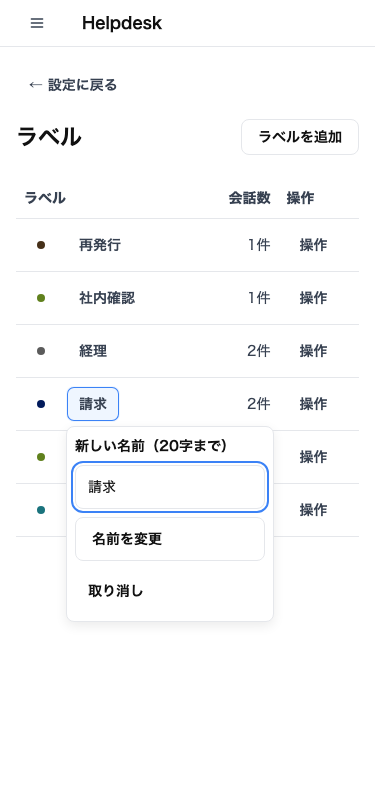 Helpdesk
← 設定に戻る
ラベル
ラベルを追加
ラベル 会話数 操作
再発行 1件 操作
社内確認 1件 操作
経理 2件 操作
請求 2件 操作
操作
操作
新しい名前（20字まで）
請求
名前を変更
取り消し